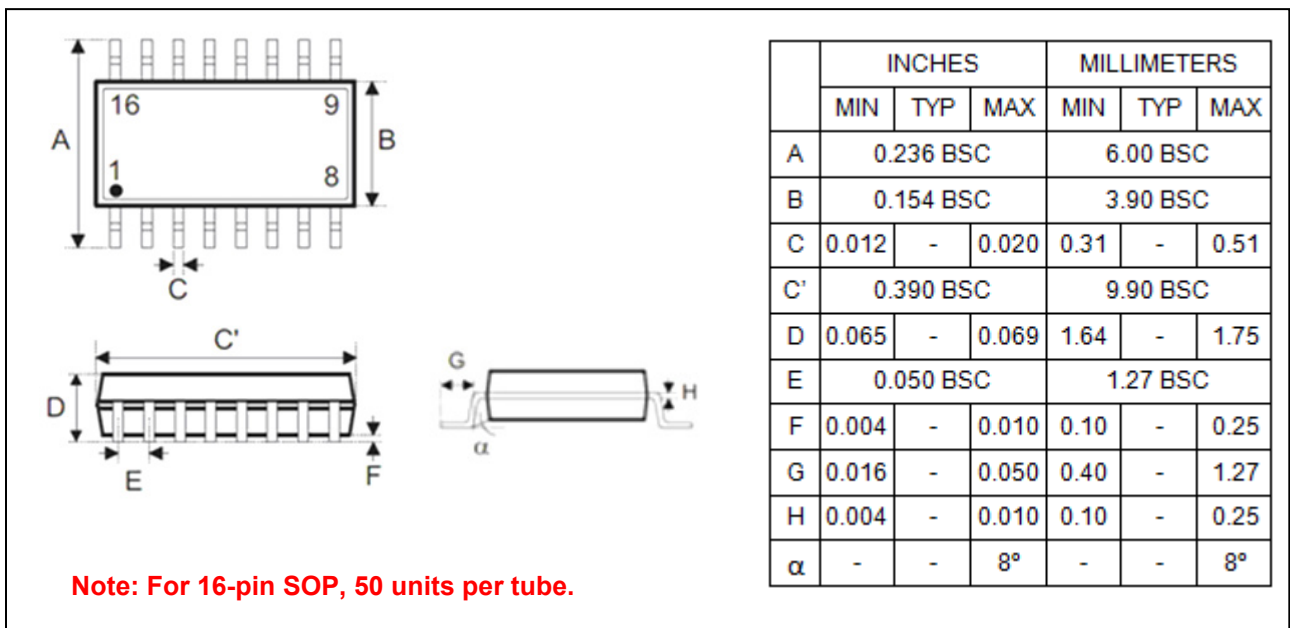 16 9
A B
1 8
C
C'
G
D H
α
E F
Note: For 16-pin SOP, 50 units per tube.
INCHES MILLIMETERS
MIN TYP MAX MIN TYP MAX
A 0.236 BSC 6.00 BSC
B 0.154 BSC 3.90 BSC
C 0.012 - 0.020 0.31 - 0.51
C' 0.390 BSC 9.90 BSC
D 0.065 - 0.069 1.64 - 1.75
E 0.050 BSC 1.27 BSC
F 0.004 - 0.010 0.10 - 0.25
G 0.016 - 0.050 0.40 - 1.27
H 0.004 - 0.010 0.10 - 0.25
α - - 8º - - 8º